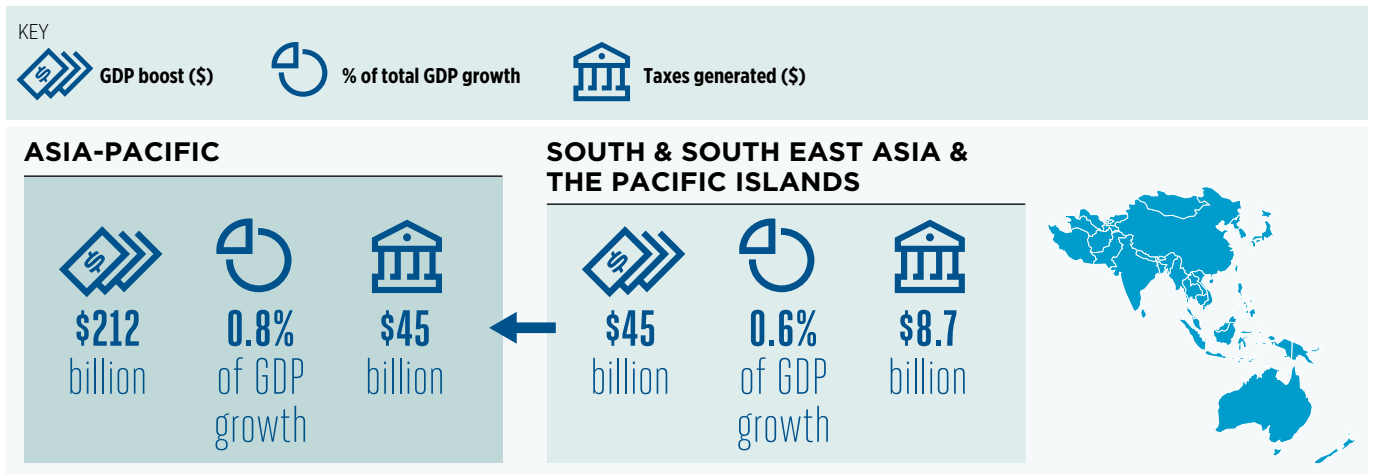 KEY
GDP boost ($)
% of total GDP growth
Taxes generated ($)
ASIA-PACIFIC
$212
billion
0.8%
of GDP
growth
$45
billion
SOUTH & SOUTH EAST ASIA &
THE PACIFIC ISLANDS
$45
billion
0.6%
of GDP
growth
$8.7
billion